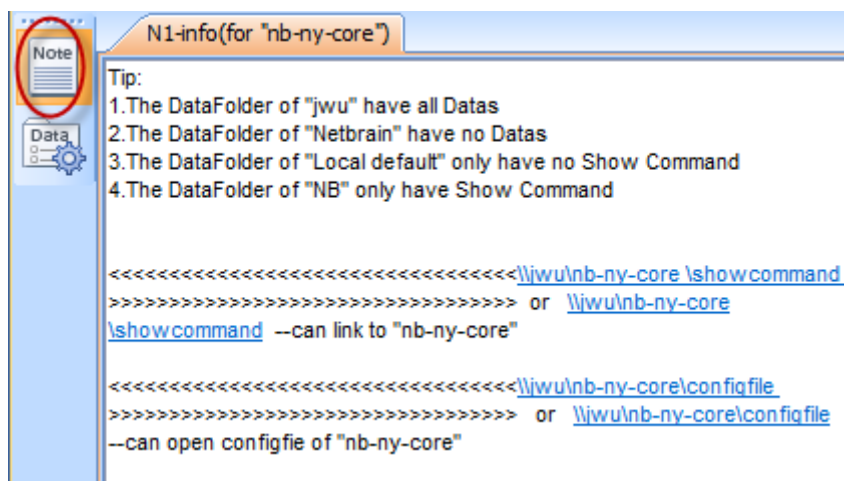 Note
Data
N1-info(for "nb-ny-core")
Tip:
1.The DataFolder of "jwu" have all Datas
2.The DataFolder of "Netbrain" have no Datas
3.The DataFolder of "Local default" only have no Show Command
4.The DataFolder of "NB" only have Show Command
<<<<<<<<<<<<<<<<<<<<<<<<<<<<<<<<<<\\jwu\nb-ny-core \showcommand
>>>>>>>>>>>>>>>>>>>>>>>>>>>>>>>>>> or \\jwu\nb-ny-core
\showcommand --can link to "nb-ny-core"
<<<<<<<<<<<<<<<<<<<<<<<<<<<<<<<<<<\\jwu\nb-ny-core\configfile
>>>>>>>>>>>>>>>>>>>>>>>>>>>>>>>>>> or \\jwu\nb-ny-core\configfile
--can open configfie of "nb-ny-core"